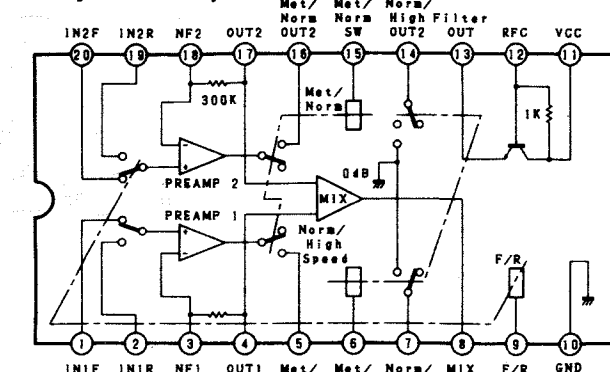 Met/ Met/ Norm/
Norm Norm High Filter
IN2F IN2R NF2 OUT2 OUT2 SW OUT2 OUT RFC VCC
20 19 18 17 16 15 14 13 12 11
300K
Met/
Norm
1K
0dB
PREAMP 2
MIX
PREAMP 1
Norm/
High
Speed
F/R
1 2 3 4 5 6 7 8 9 10
IN1F IN1R NF1 OUT1 Met/ Met/ Norm/ MIX F/R GND